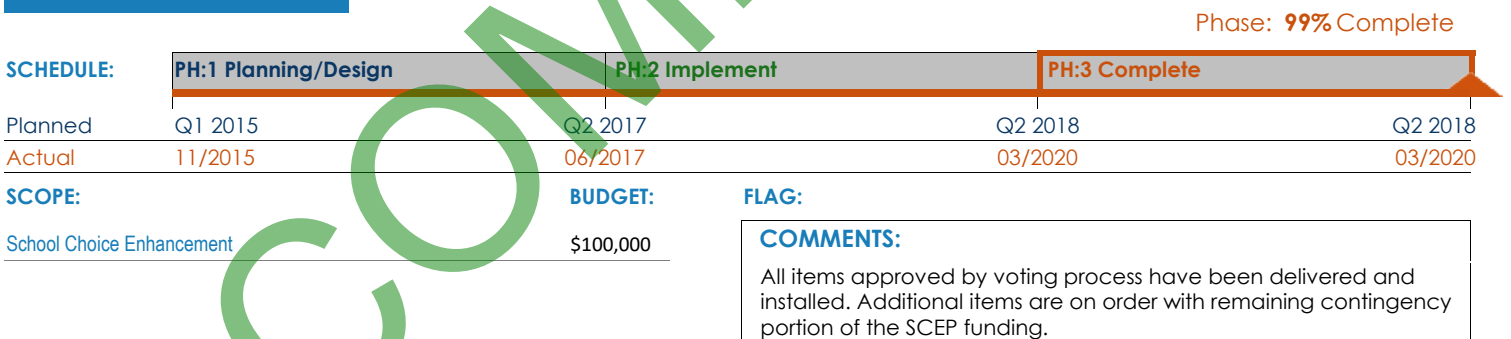 Phase: 99% Complete
SCHEDULE: PH:1 Planning/Design PH:2 Implement PH:3 Complete
Planned Q1 2015 Q2 2017 Q2 2018 Q2 2018
Actual 11/2015 06/2017 03/2020 03/2020
SCOPE: BUDGET: FLAG:
School Choice Enhancement $100,000
COMMENTS:
All items approved by voting process have been delivered and
installed. Additional items are on order with remaining contingency
portion of the SCEP funding.